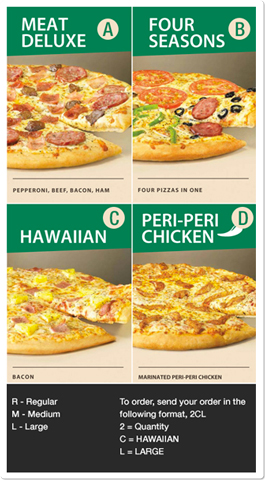 MEAT
DELUXE
A
PEPPERONI, BEEF, BACON, HAM
FOUR
SEASONS
B
FOUR PIZZAS IN ONE
C
HAWAIIAN
BACON
PERI-PERI
CHICKEN
D
MARINATED PERI-PERI CHICKEN
R - Regular
M - Medium
L - Large
To order, send your order in the
following format, 2CL
2 = Quantity
C = HAWAIIAN
L = LARGE